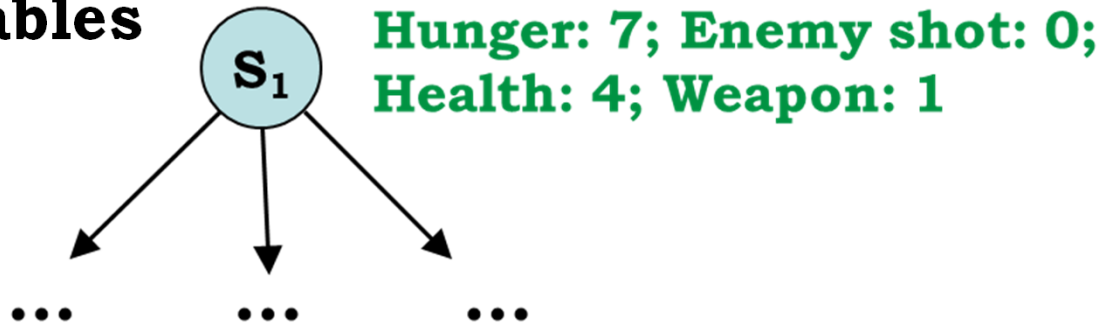 ables
S1
Hunger: 7; Enemy shot: 0;
Health: 4; Weapon: 1
... ... ...